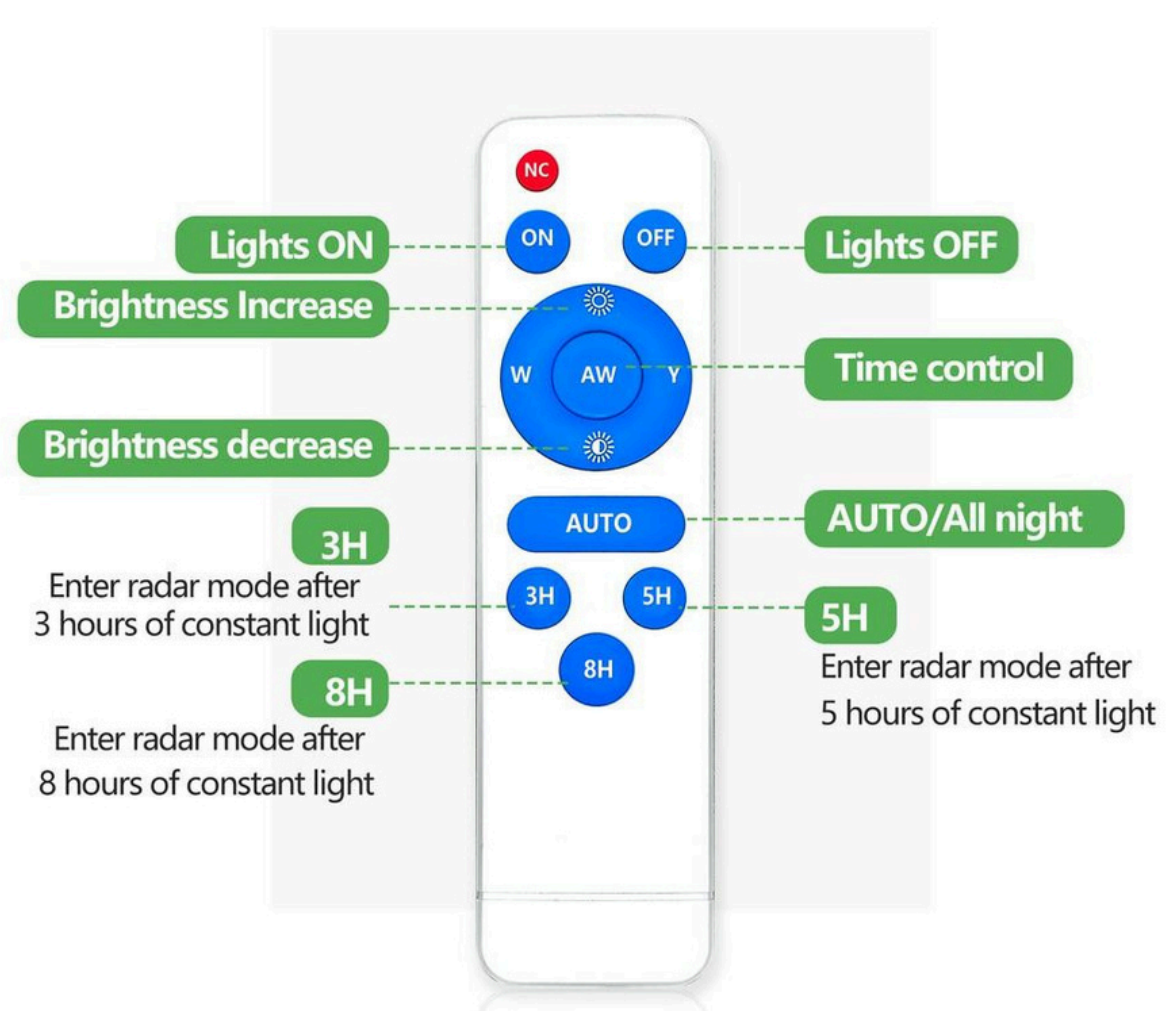 NC
Lights ON
ON
OFF
Lights OFF
Brightness Increase
W
AW
Y
Time control
Brightness decrease
AUTO
AUTO/All night
3H
Enter radar mode after
3 hours of constant light
3H
5H
5H
Enter radar mode after
5 hours of constant light
8H
8H
Enter radar mode after
8 hours of constant light